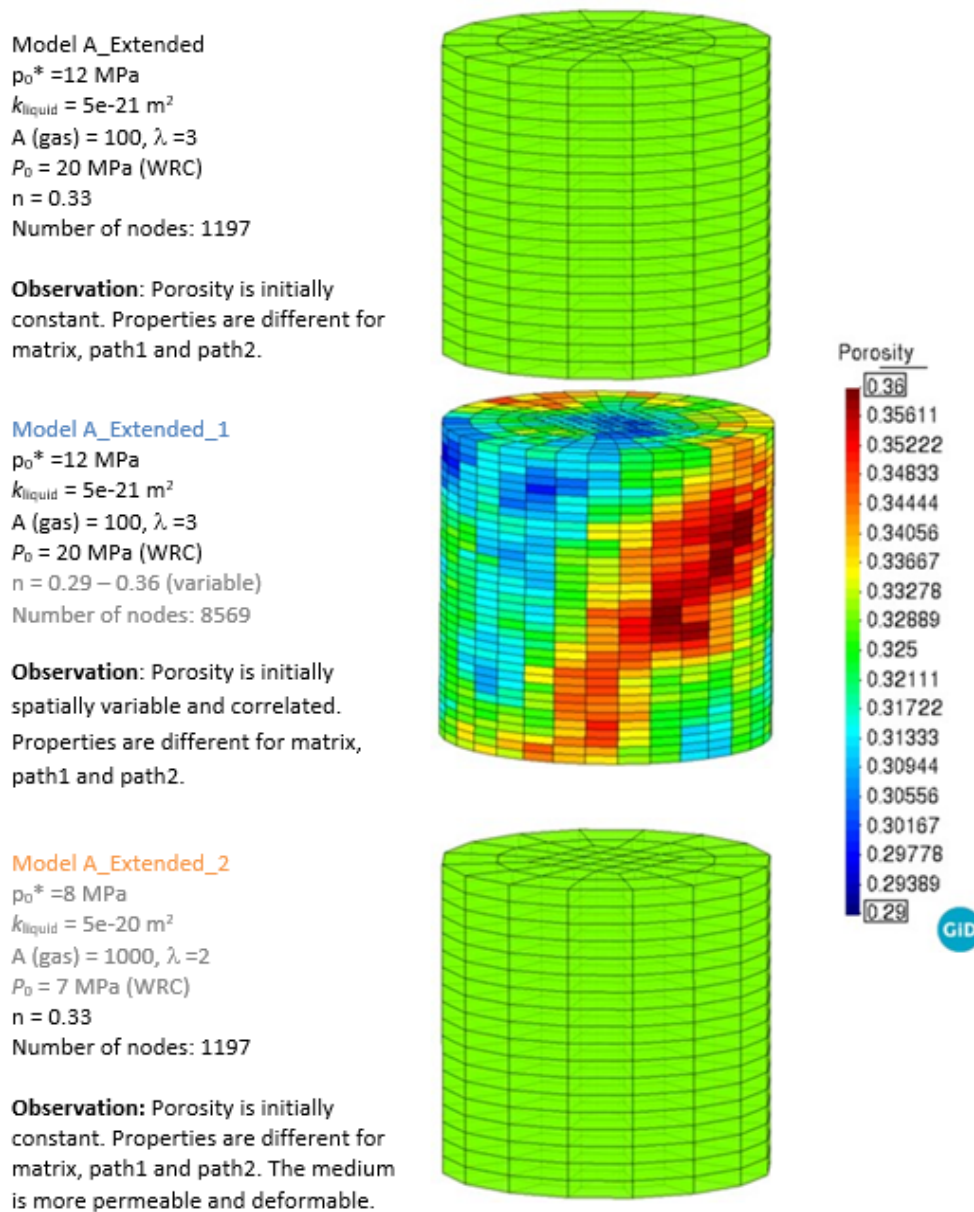 Model A_Extended
p₀* =12 MPa
kliquid = 5e-21 m²
A (gas) = 100, λ =3
P₀ = 20 MPa (WRC)
n = 0.33
Number of nodes: 1197
Observation: Porosity is initially
constant. Properties are different for
matrix, path1 and path2.
Model A_Extended_1
p₀* =12 MPa
kliquid = 5e-21 m²
A (gas) = 100, λ =3
P₀ = 20 MPa (WRC)
n = 0.29 – 0.36 (variable)
Number of nodes: 8569
Observation: Porosity is initially
spatially variable and correlated.
Properties are different for matrix,
path1 and path2.
Model A_Extended_2
p₀* =8 MPa
kliquid = 5e-20 m²
A (gas) = 1000, λ =2
P₀ = 7 MPa (WRC)
n = 0.33
Number of nodes: 1197
Observation: Porosity is initially
constant. Properties are different for
matrix, path1 and path2. The medium
is more permeable and deformable.
Porosity
0.36
0.35611
0.35222
0.34833
0.34444
0.34056
0.33667
0.33278
0.32889
0.325
0.32111
0.31722
0.31333
0.30944
0.30556
0.30167
0.29778
0.29389
0.29
GiD